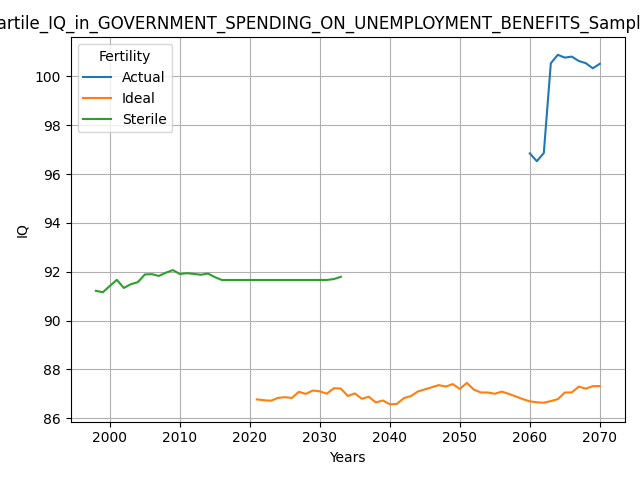 artile_IQ_in_GOVERNMENT_SPENDING_ON_UNEMPLOYMENT_BENEFITS_Sampl
Fertility
Actual
Ideal
Sterile
100
98
96
94
92
90
88
86
IQ
2000 2010 2020 2030 2040 2050 2060 2070
Years